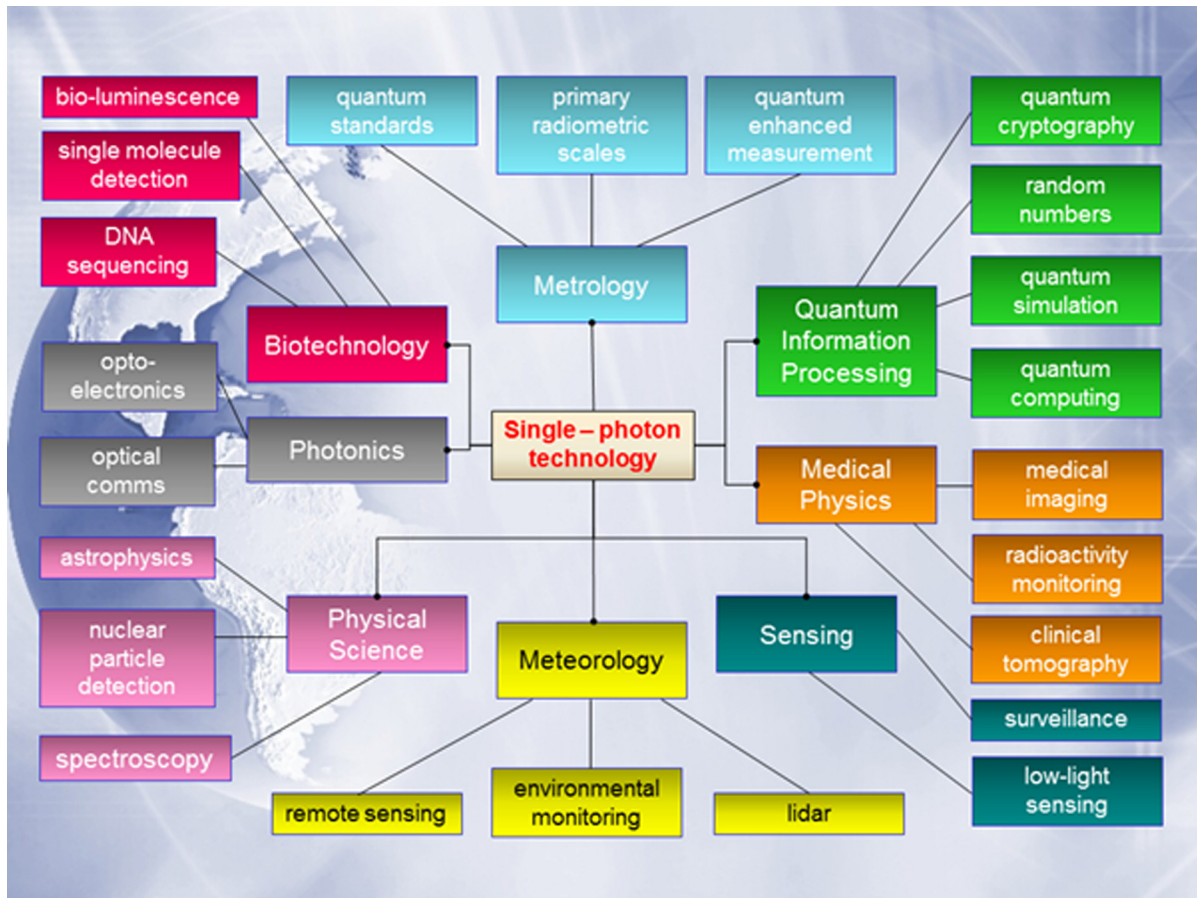 bio-luminescence
single molecule
detection
DNA
sequencing
Biotechnology
quantum
standards
primary
radiometric
scales
quantum
enhanced
measurement
Metrology
quantum
cryptography
random
numbers
quantum
simulation
quantum
computing
Quantum
Information
Processing
opto-
electronics
optical
comms
Photonics
Single – photon
technology
Medical
Physics
medical
imaging
radioactivity
monitoring
clinical
tomography
astrophysics
nuclear
particle
detection
spectroscopy
Physical
Science
Meteorology
remote sensing
environmental
monitoring
lidar
Sensing
surveillance
low-light
sensing